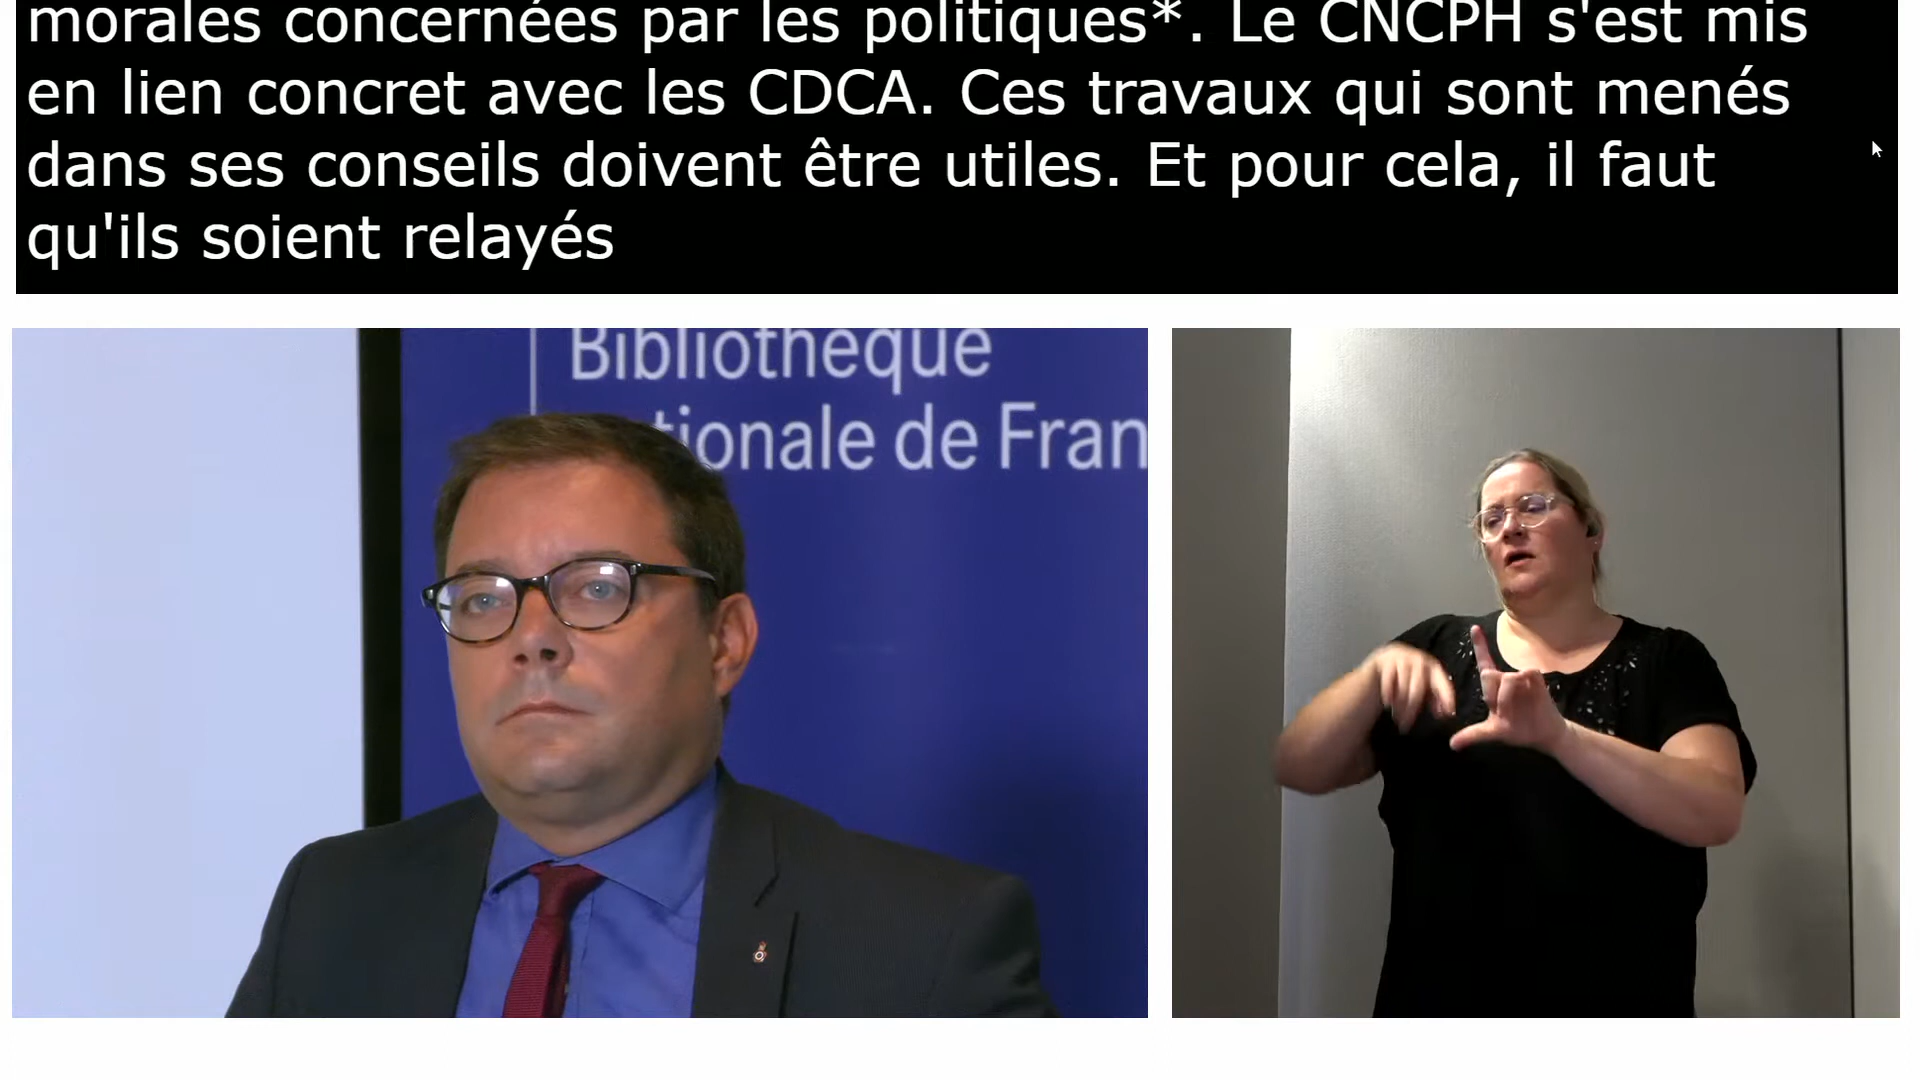 morales concernées par les politiques*. Le CNCPH s'est mis
en lien concret avec les CDCA. Ces travaux qui sont menés
dans ses conseils doivent être utiles. Et pour cela, il faut
qu'ils soient relayés
Bibliothèque
tionale de Fran